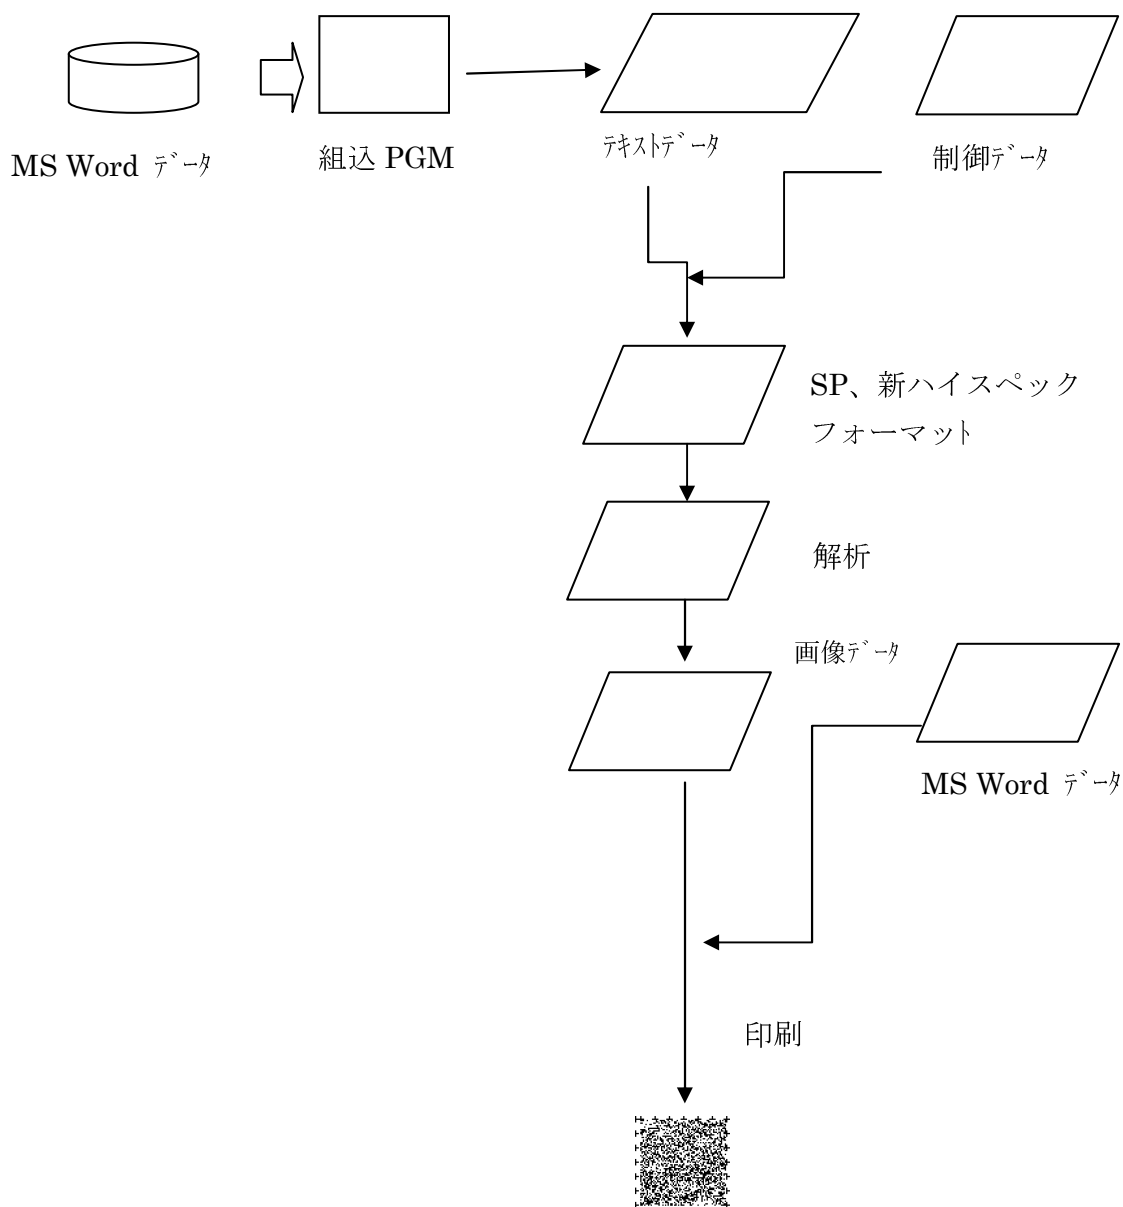 MS Word ﾃﾞｰﾀ
組込 PGM
ﾃｷｽﾄﾃﾞｰﾀ
制御ﾃﾞｰﾀ
SP、新ハイスペック
フォーマット
解析
画像ﾃﾞｰﾀ
MS Word ﾃﾞｰﾀ
印刷